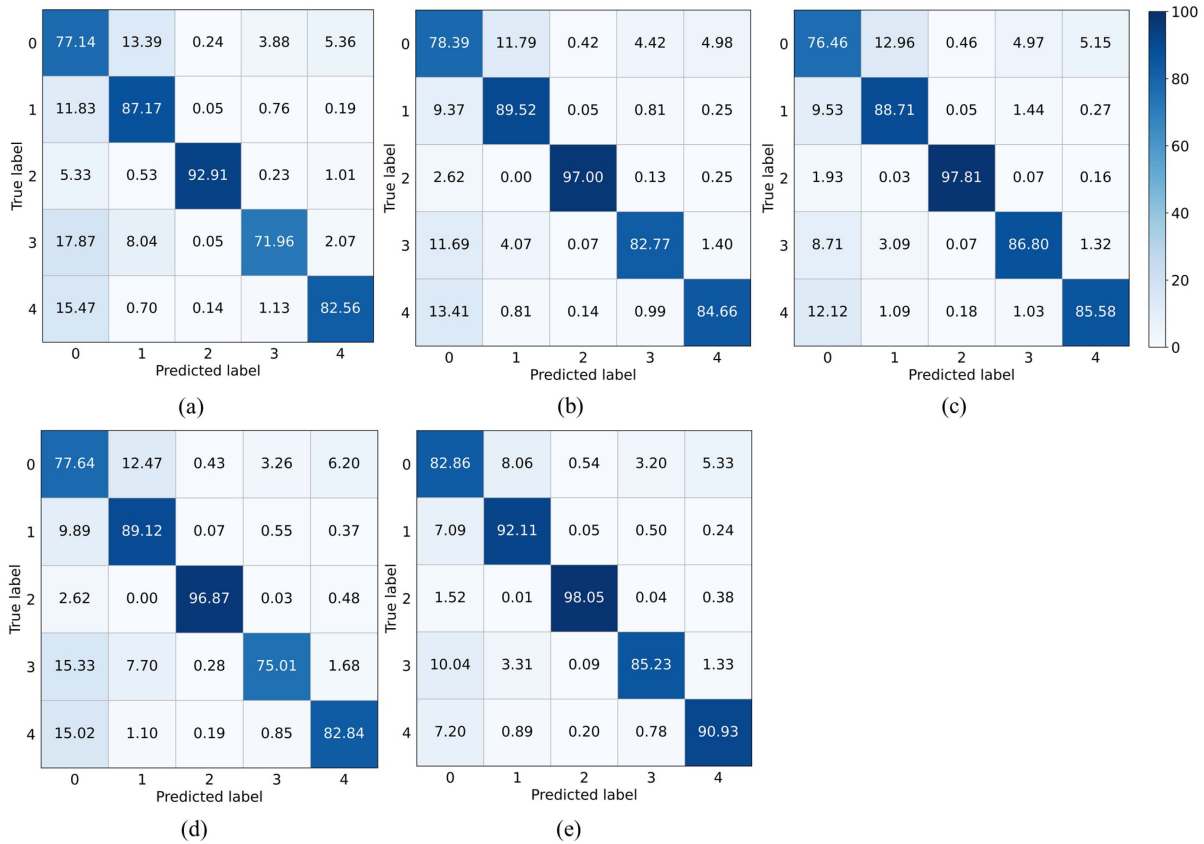 0 77.14 13.39 0.24 3.88 5.36
1 11.83 87.17 0.05 0.76 0.19
2 5.33 0.53 92.91 0.23 1.01
3 17.87 8.04 0.05 71.96 2.07
4 15.47 0.70 0.14 1.13 82.56
0 1 2 3 4
True label
Predicted label
(a)
0 78.39 11.79 0.42 4.42 4.98
1 9.37 89.52 0.05 0.81 0.25
2 2.62 0.00 97.00 0.13 0.25
3 11.69 4.07 0.07 82.77 1.40
4 13.41 0.81 0.14 0.99 84.66
0 1 2 3 4
True label
Predicted label
(b)
0 76.46 12.96 0.46 4.97 5.15
1 9.53 88.71 0.05 1.44 0.27
2 1.93 0.03 97.81 0.07 0.16
3 8.71 3.09 0.07 86.80 1.32
4 12.12 1.09 0.18 1.03 85.58
0 1 2 3 4
True label
Predicted label
(c)
100
80
60
40
20
0
0 77.64 12.47 0.43 3.26 6.20
1 9.89 89.12 0.07 0.55 0.37
2 2.62 0.00 96.87 0.03 0.48
3 15.33 7.70 0.28 75.01 1.68
4 15.02 1.10 0.19 0.85 82.84
0 1 2 3 4
True label
Predicted label
(d)
0 82.86 8.06 0.54 3.20 5.33
1 7.09 92.11 0.05 0.50 0.24
2 1.52 0.01 98.05 0.04 0.38
3 10.04 3.31 0.09 85.23 1.33
4 7.20 0.89 0.20 0.78 90.93
0 1 2 3 4
True label
Predicted label
(e)